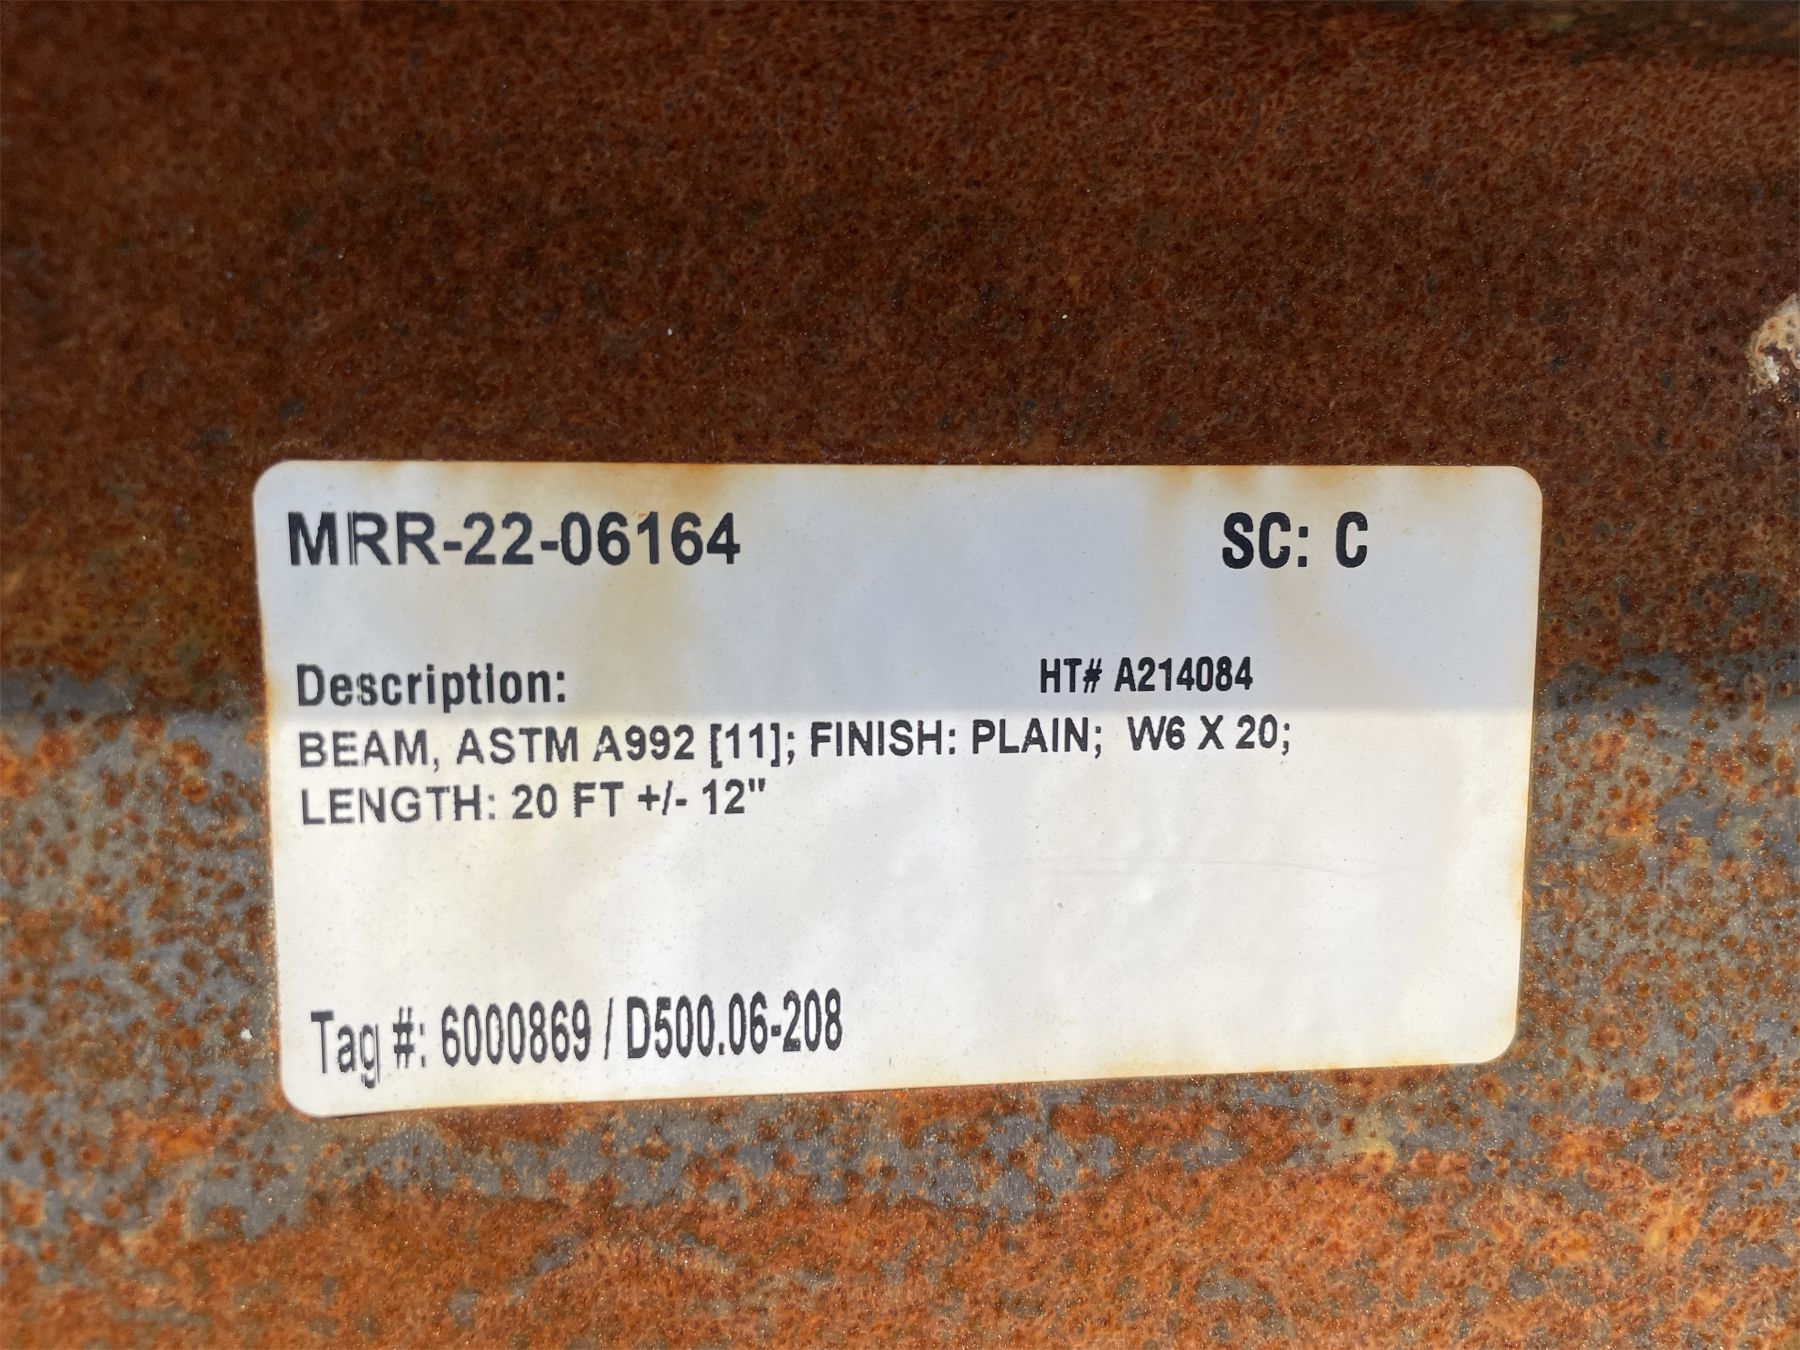 MRR-22-06164 SC: C
Description: HT# A214084
BEAM, ASTM A992 [11]; FINISH: PLAIN; W6 X 20;
LENGTH: 20 FT +/- 12"
Tag #: 6000869 / D500.06-208